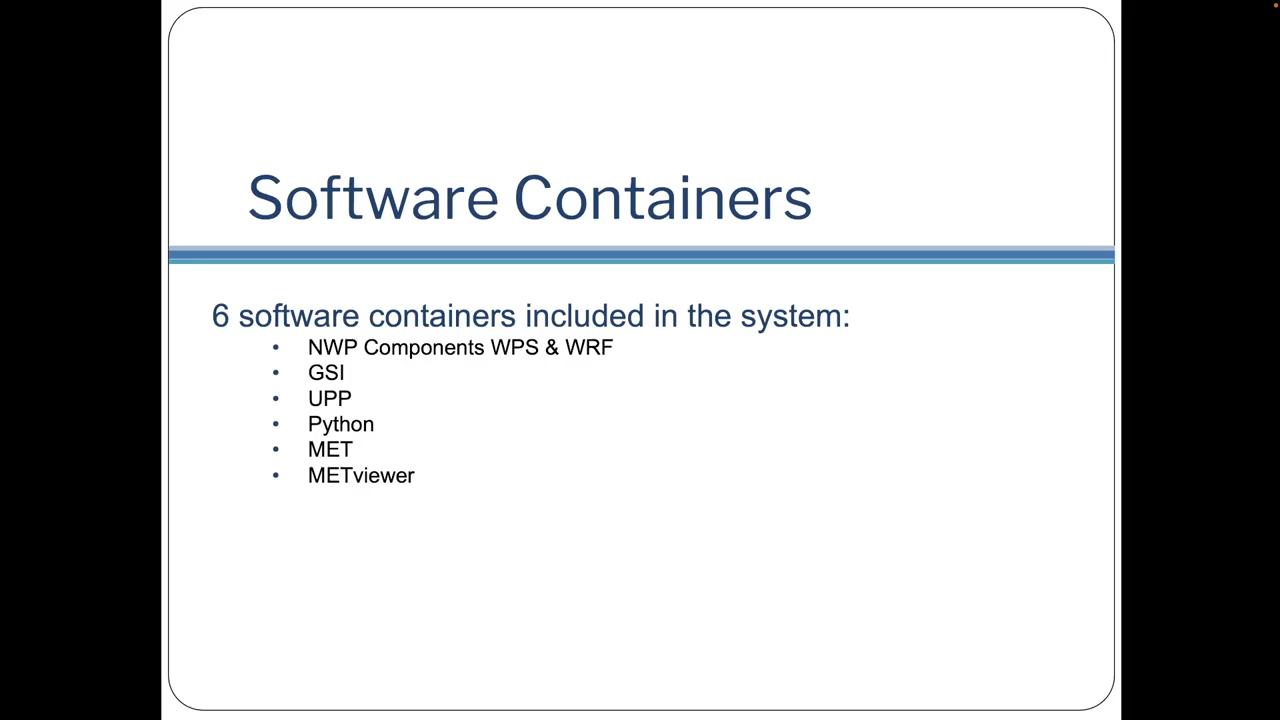 Software Containers
6 software containers included in the system:
• NWP Components WPS & WRF
• GSI
• UPP
• Python
• MET
• METviewer